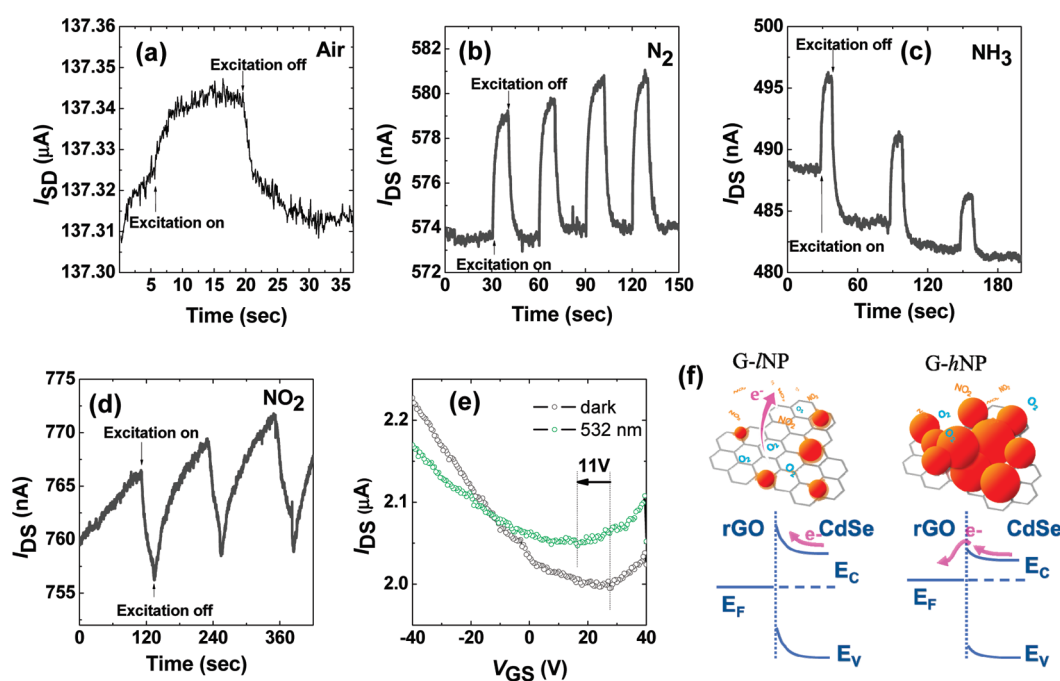 (a)
Air
Excitation off
Excitation on
137.36
137.35
137.34
137.33
137.32
137.31
137.30
I_SD (μA)
5 10 15 20 25 30 35
Time (sec)
(b)
N2
Excitation off
Excitation on
582
580
578
576
574
572
I_DS (nA)
0 30 60 90 120 150
Time (sec)
(c)
NH3
Excitation off
Excitation on
500
495
490
485
480
I_DS (nA)
0 60 120 180
Time (sec)
(d)
NO2
Excitation on
Excitation off
775
770
765
760
755
752
I_DS (nA)
0 120 240 360
Time (sec)
(e)
dark
532 nm
11V
2.2
2.1
2.0
I_DS (μA)
-40 -20 0 20 40
V_GS (V)
(f)
G-lNP
G-hNP
e-
NO2
O2
O2
O2
NO2
O2
O2
rGO
CdSe
e-
E_C
E_F
E_V
rGO
e-
CdSe
E_C
E_F
E_V